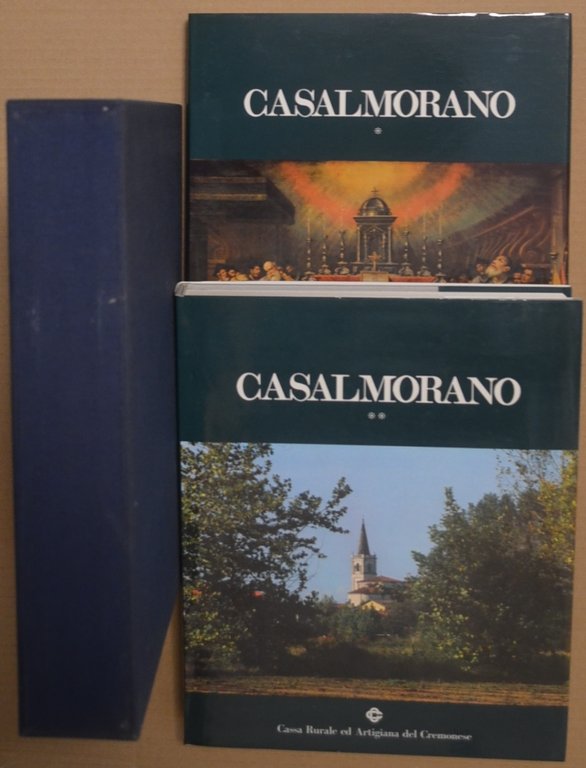 CASALMORANO
*
CASALMORANO
**
Cassa Rurale ed Artigiana del Cremonese